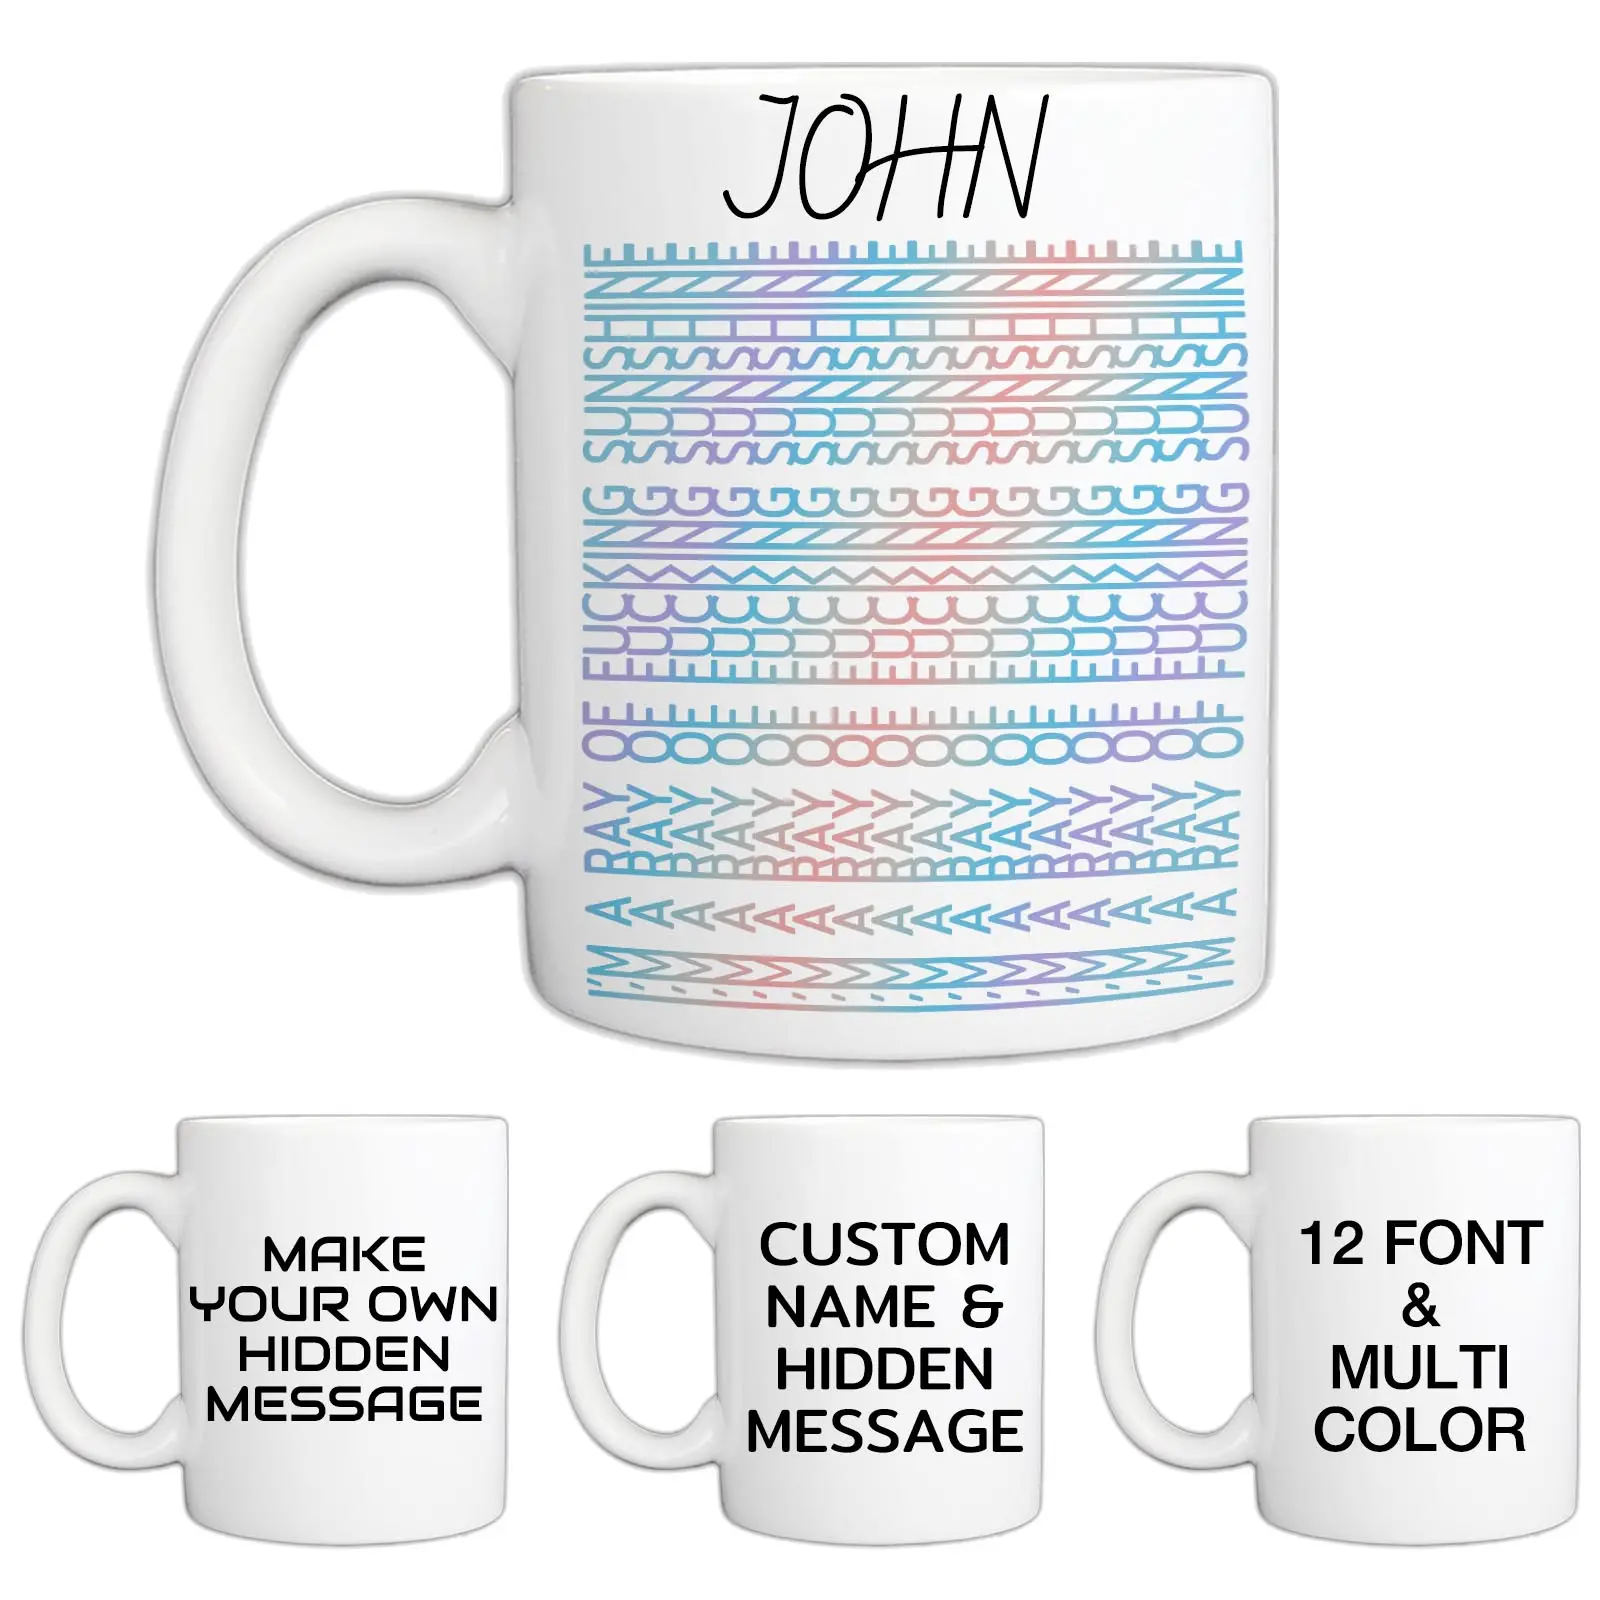 JOHN
I'M A RAY OF FUCKING SUNSHINE
MAKE
YOUR OWN
HIDDEN
MESSAGE
CUSTOM
NAME &
HIDDEN
MESSAGE
12 FONT
&
MULTI
COLOR